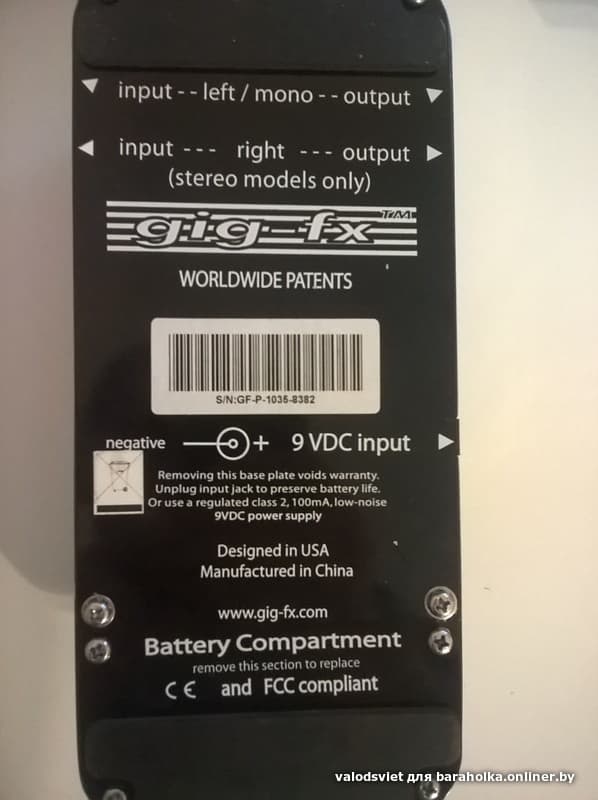 input -- left / mono -- output
input --- right --- output
(stereo models only)
gig-fx TM
WORLDWIDE PATENTS
S/N:GF-P-1035-8382
negative + 9 VDC input
Removing this base plate voids warranty.
Unplug input jack to preserve battery life.
Or use a regulated class 2, 100mA, low-noise
9VDC power supply
Designed in USA
Manufactured in China
www.gig-fx.com
Battery Compartment
remove this section to replace
CE and FCC compliant
valodsviet для baraholka.onliner.by